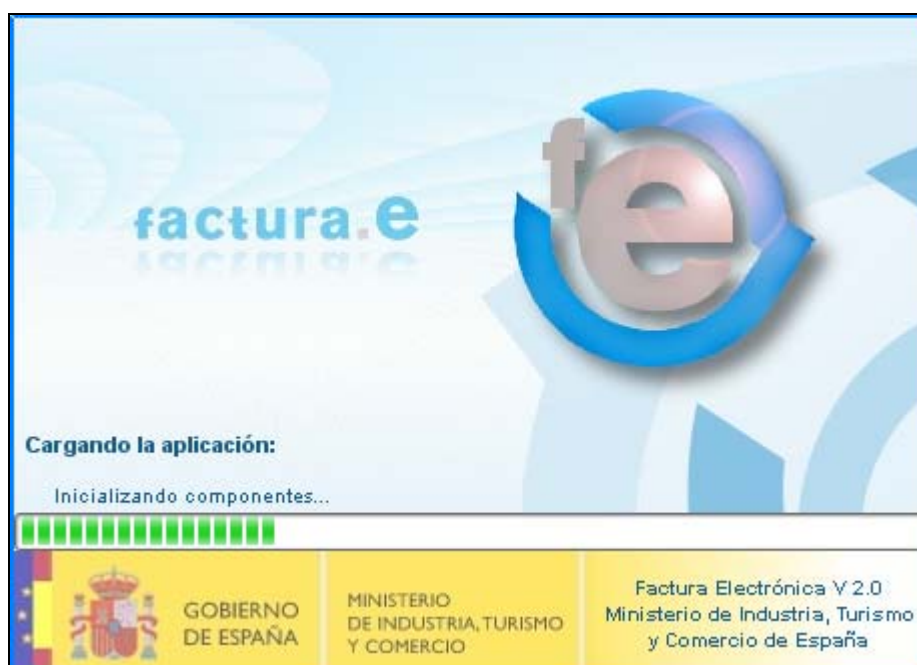 factura.e
fe
Cargando la aplicación:
Inicializando componentes...
GOBIERNO
DE ESPAÑA
MINISTERIO
DE INDUSTRIA, TURISMO
Y COMERCIO
Factura Electrónica V 2.0
Ministerio de Industria, Turismo
y Comercio de España